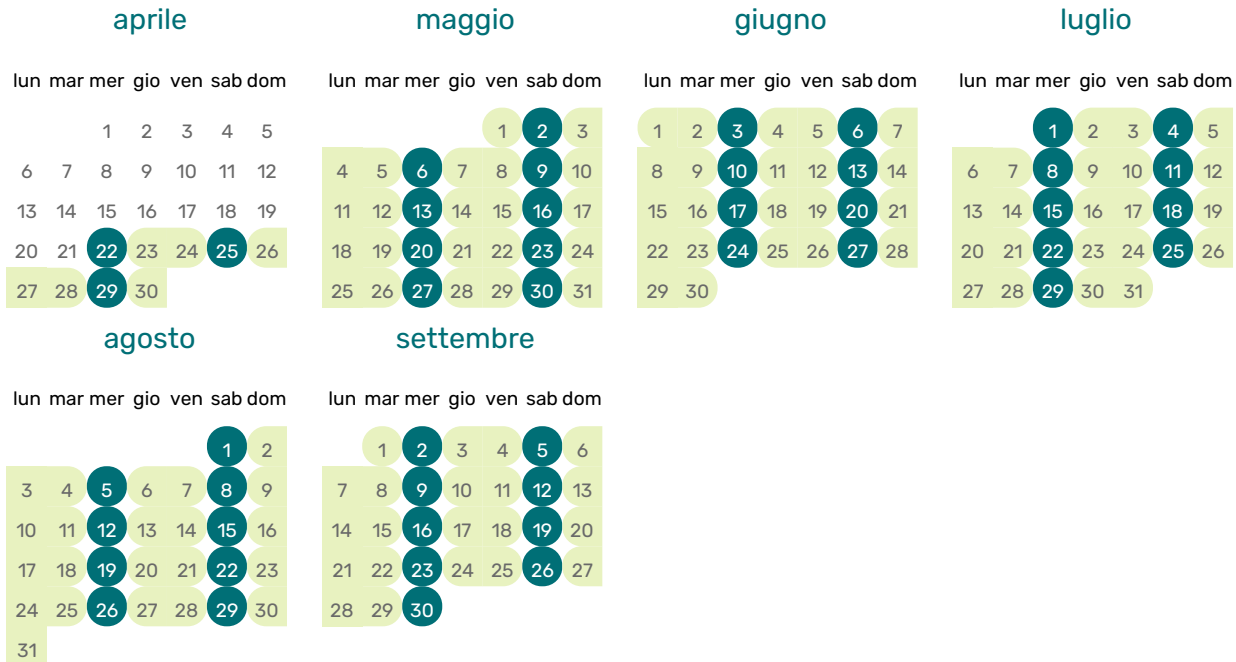 aprile maggio giugno luglio
lun mar mer gio ven sab dom lun mar mer gio ven sab dom lun mar mer gio ven sab dom lun mar mer gio ven sab dom
1 2 3 4 5 1 2 3 1 2 3 4 5 6 7 1 2 3 4 5
6 7 8 9 10 11 12 4 5 6 7 8 9 10 8 9 10 11 12 13 14 6 7 8 9 10 11 12
13 14 15 16 17 18 19 11 12 13 14 15 16 17 15 16 17 18 19 20 21 13 14 15 16 17 18 19
20 21 22 23 24 25 26 18 19 20 21 22 23 24 22 23 24 25 26 27 28 20 21 22 23 24 25 26
27 28 29 30 25 26 27 28 29 30 31 29 30 27 28 29 30 31
agosto settembre
lun mar mer gio ven sab dom lun mar mer gio ven sab dom
1 2 1 2 3 4 5 6
3 4 5 6 7 8 9 7 8 9 10 11 12 13
10 11 12 13 14 15 16 14 15 16 17 18 19 20
17 18 19 20 21 22 23 21 22 23 24 25 26 27
24 25 26 27 28 29 30 28 29 30
31